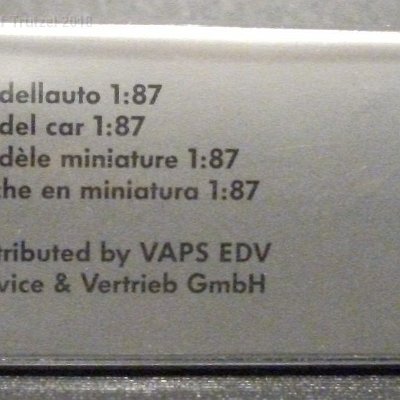 dellauto 1:87
del car 1:87
dèle miniature 1:87
he en miniatura 1:87
tributed by VAPS EDV
vice & Vertrieb GmbH